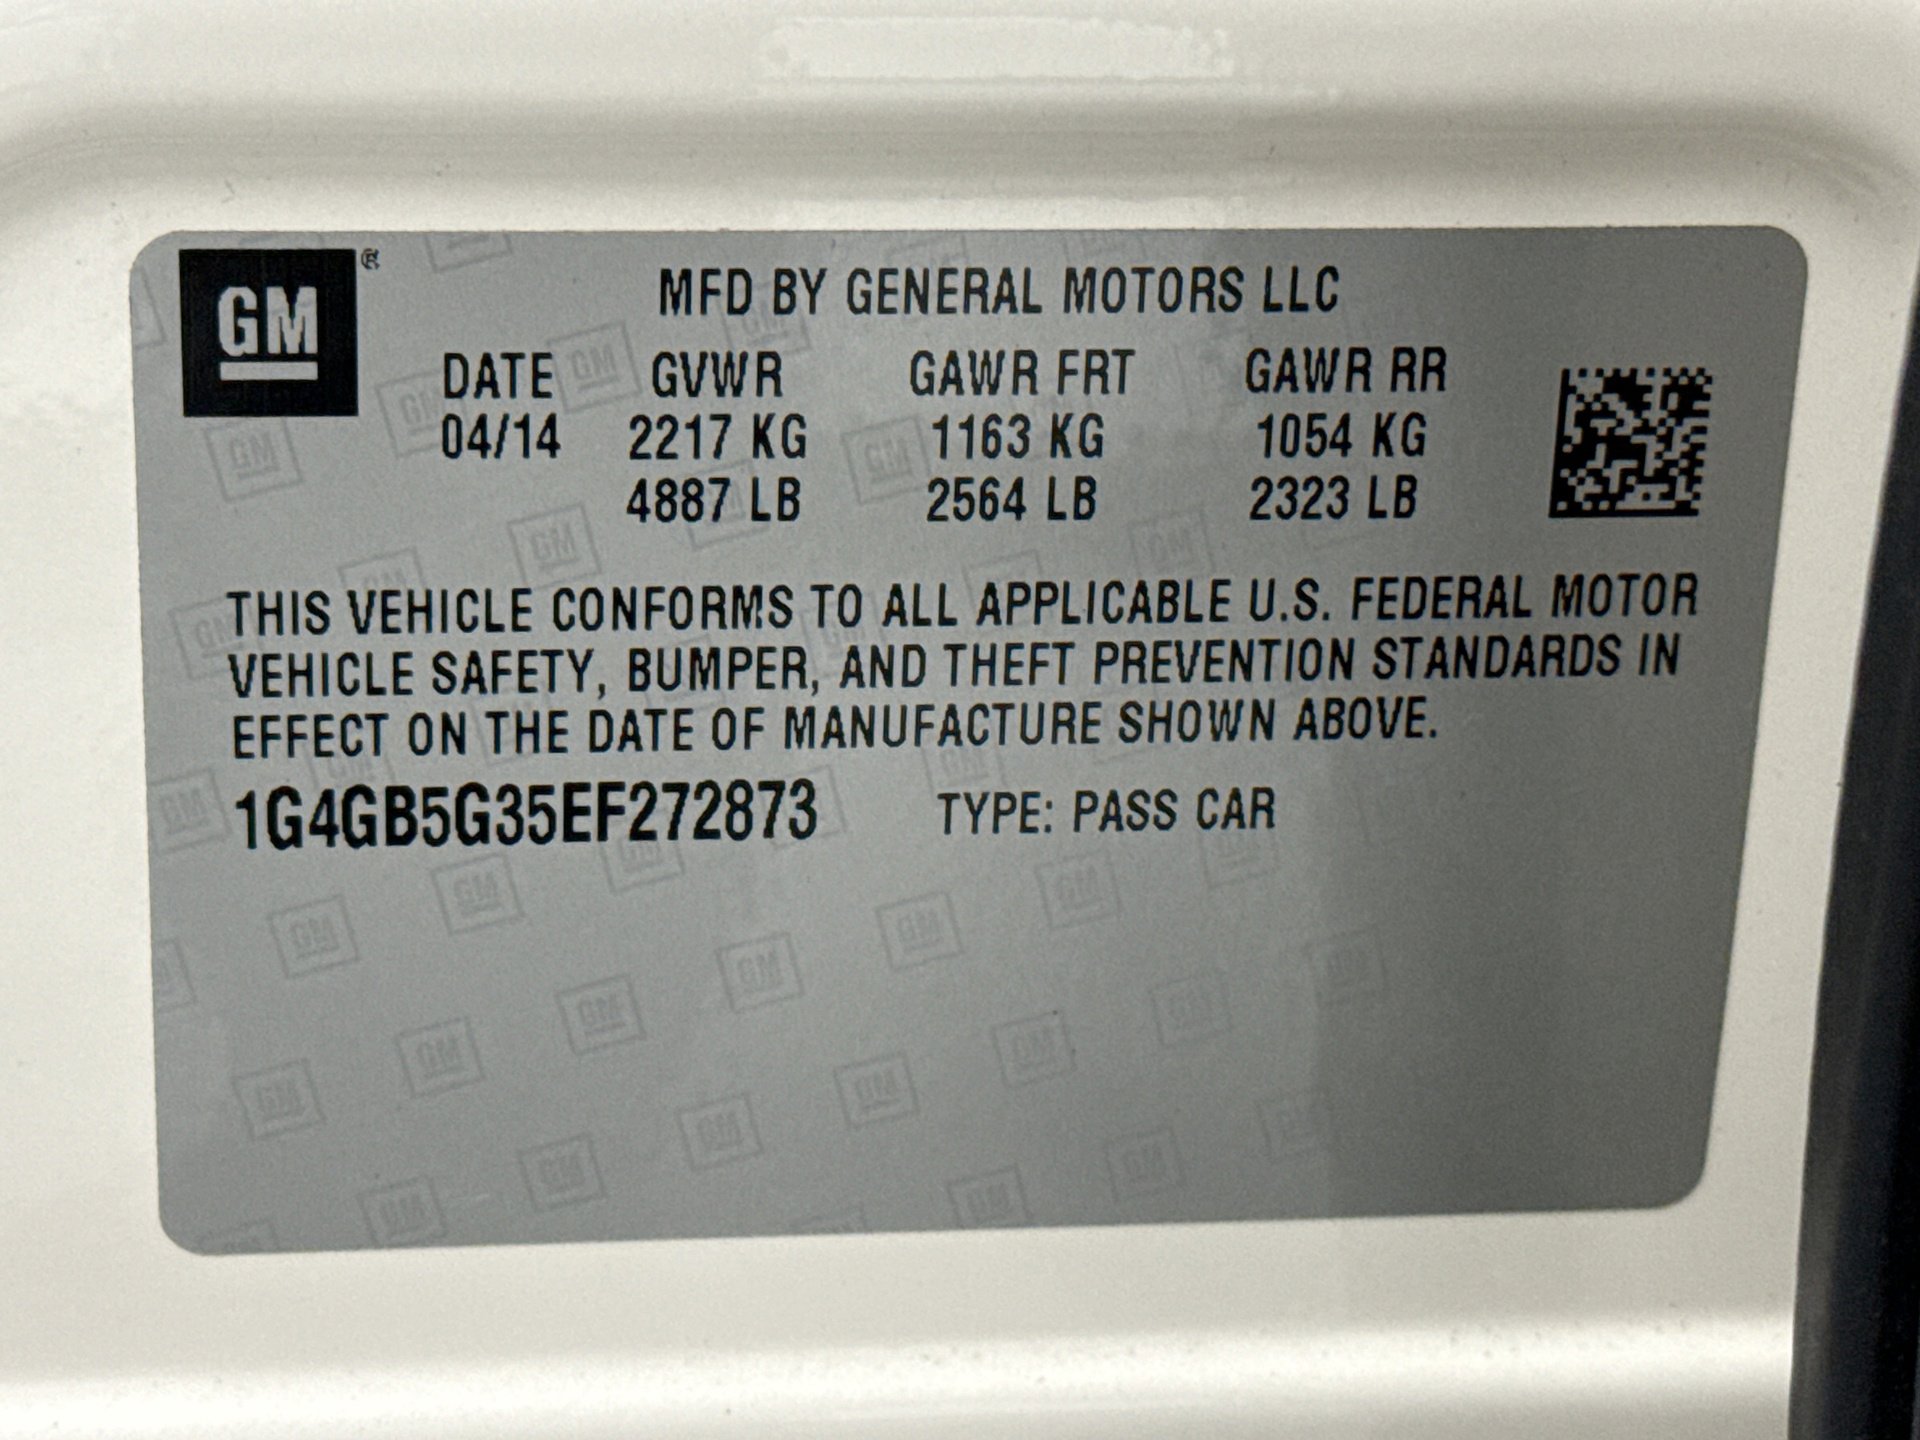 GM®
MFD BY GENERAL MOTORS LLC
DATE GVWR GAWR FRT GAWR RR
04/14 2217 KG 1163 KG 1054 KG
4887 LB 2564 LB 2323 LB
THIS VEHICLE CONFORMS TO ALL APPLICABLE U.S. FEDERAL MOTOR
VEHICLE SAFETY, BUMPER, AND THEFT PREVENTION STANDARDS IN
EFFECT ON THE DATE OF MANUFACTURE SHOWN ABOVE.
1G4GB5G35EF272873 TYPE: PASS CAR